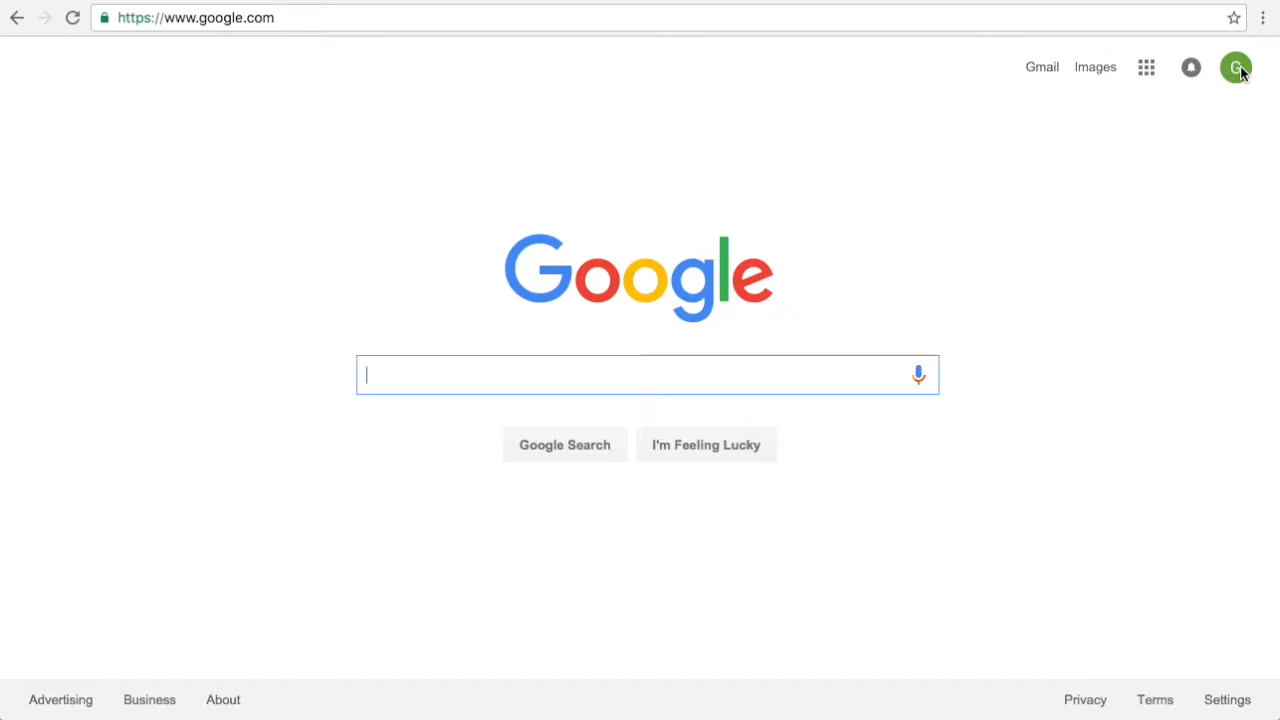 https://www.google.com
Gmail Images G
Google
Google Search I'm Feeling Lucky
Advertising Business About Privacy Terms Settings